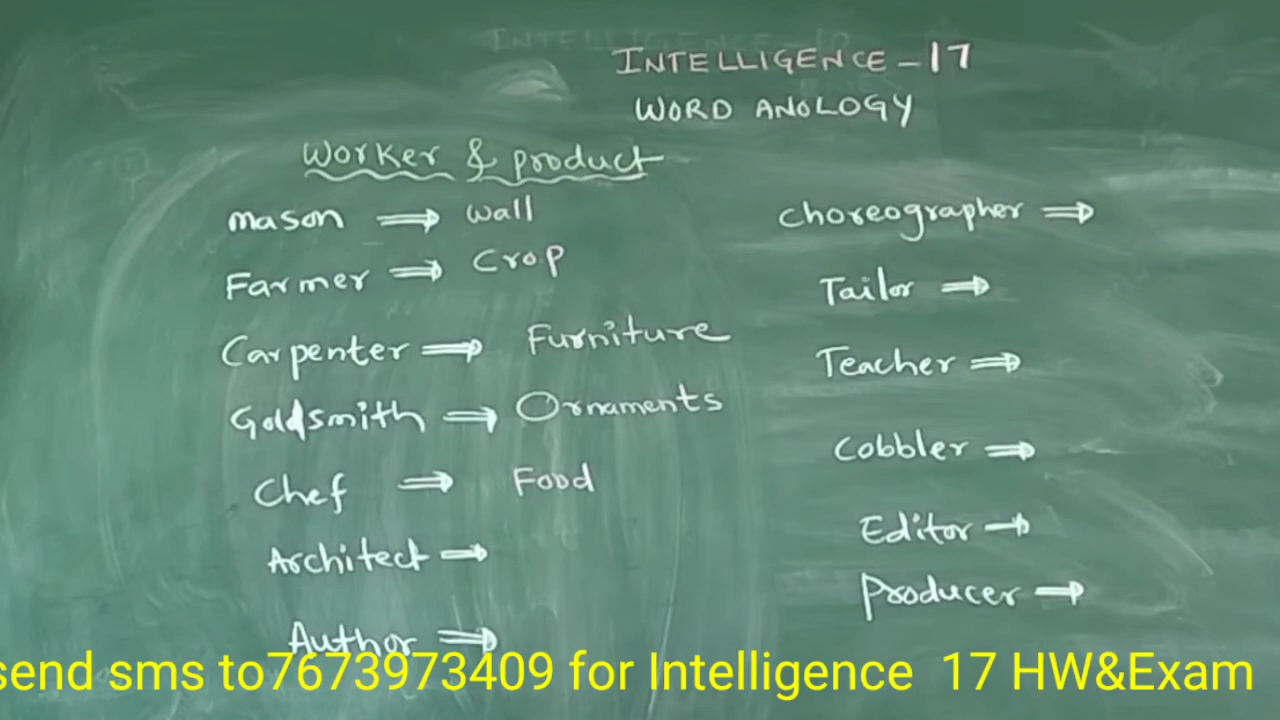 INTELLIGENCE - 17
WORD ANOLOGY
Worker & product
mason ⇒ wall
Farmer ⇒ Crop
Carpenter ⇒ Furniture
Goldsmith ⇒ Ornaments
Chef ⇒ Food
Architect ⇒
Author ⇒
Choreographer ⇒
Tailor ⇒
Teacher ⇒
Cobbler ⇒
Editor ⇒
Producer ⇒
send sms to7673973409 for Intelligence 17 HW&Exam